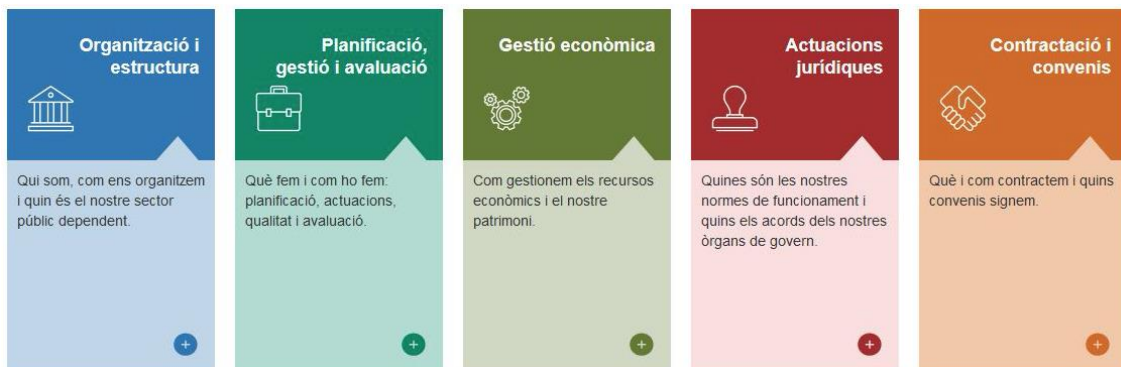 Organització i
estructura
Qui som, com ens organitzem
i quin és el nostre sector
públic dependent.
+
Planificació,
gestió i avaluació
Què fem i com ho fem:
planificació, actuacions,
qualitat i avaluació.
+
Gestió econòmica
Com gestionem els recursos
econòmics i el nostre
patrimoni.
+
Actuacions
jurídiques
Quines són les nostres
normes de funcionament i
quins els acords dels nostres
òrgans de govern.
+
Contractació i
convenis
Què i com contractem i quins
convenis signem.
+